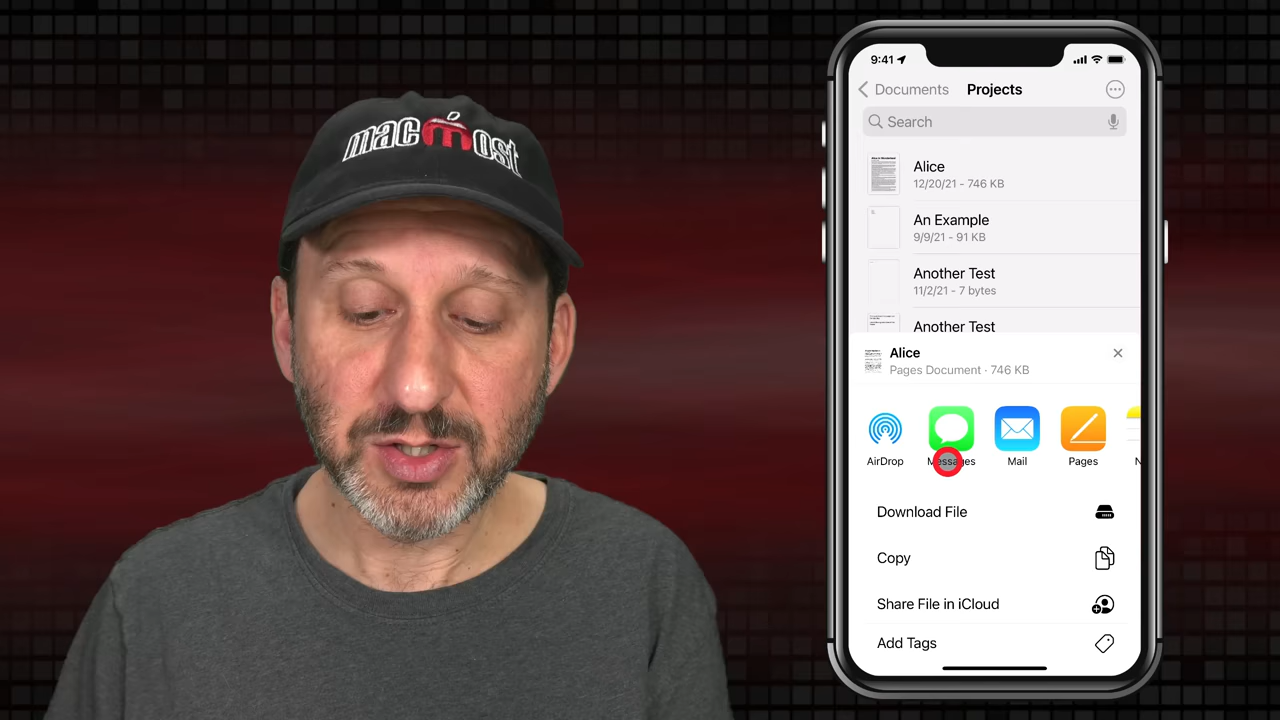 macmost
9:41
Documents
Projects
Search
Alice
12/20/21 - 746 KB
An Example
9/9/21 - 91 KB
Another Test
11/2/21 - 7 bytes
Another Test
Alice
Pages Document · 746 KB
AirDrop
Messages
Mail
Pages
N
Download File
Copy
Share File in iCloud
Add Tags